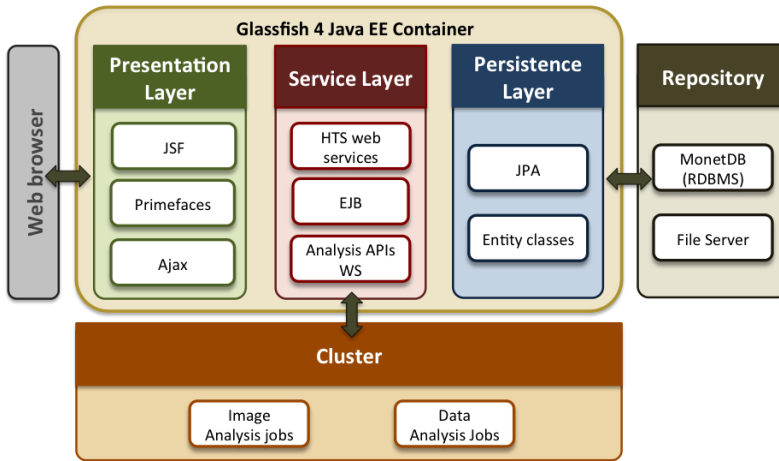 Glassfish 4 Java EE Container
Web browser
Presentation
Layer
JSF
Primefaces
Ajax
Service Layer
HTS web
services
EJB
Analysis APIs
WS
Persistence
Layer
JPA
Entity classes
Repository
MonetDB
(RDBMS)
File Server
Cluster
Image
Analysis jobs
Data
Analysis Jobs